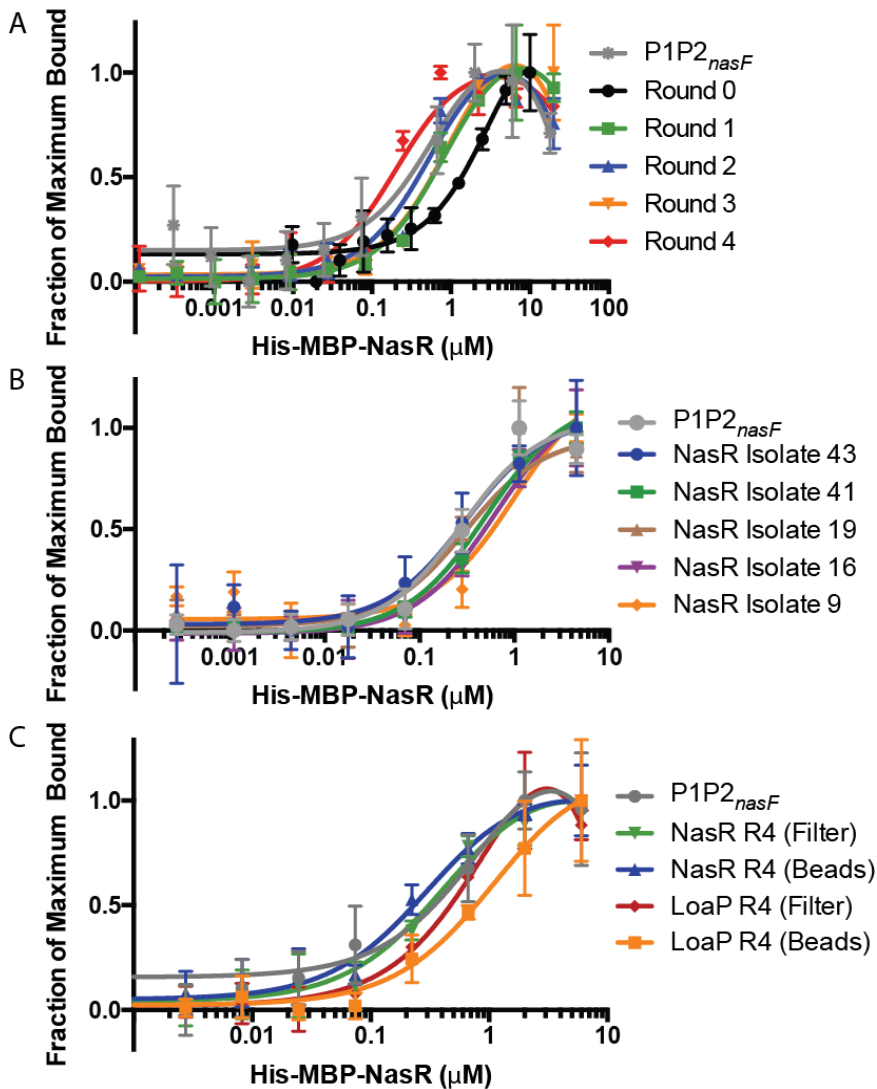 A
Fraction of Maximum Bound
1.0
0.5
0.0
0.01
0.1
1
10
100
His-MBP-NasR (μM)
P1P2nasF
Round 0
Round 1
Round 2
Round 3
Round 4
B
Fraction of Maximum Bound
1.0
0.5
0.0
0.001
0.01
0.1
1
10
His-MBP-NasR (μM)
P1P2nasF
NasR Isolate 43
NasR Isolate 41
NasR Isolate 19
NasR Isolate 16
NasR Isolate 9
C
Fraction of Maximum Bound
1.0
0.5
0.0
0.01
0.1
1
10
His-MBP-NasR (μM)
P1P2nasF
NasR R4 (Filter)
NasR R4 (Beads)
LoaP R4 (Filter)
LoaP R4 (Beads)